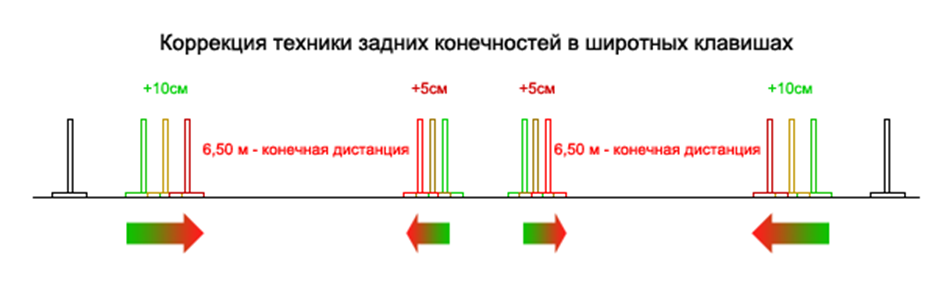 Коррекция техники задних конечностей в широтных клавишах
+10см +5см +5см +10см
6,50 м - конечная дистанция 6,50 м - конечная дистанция